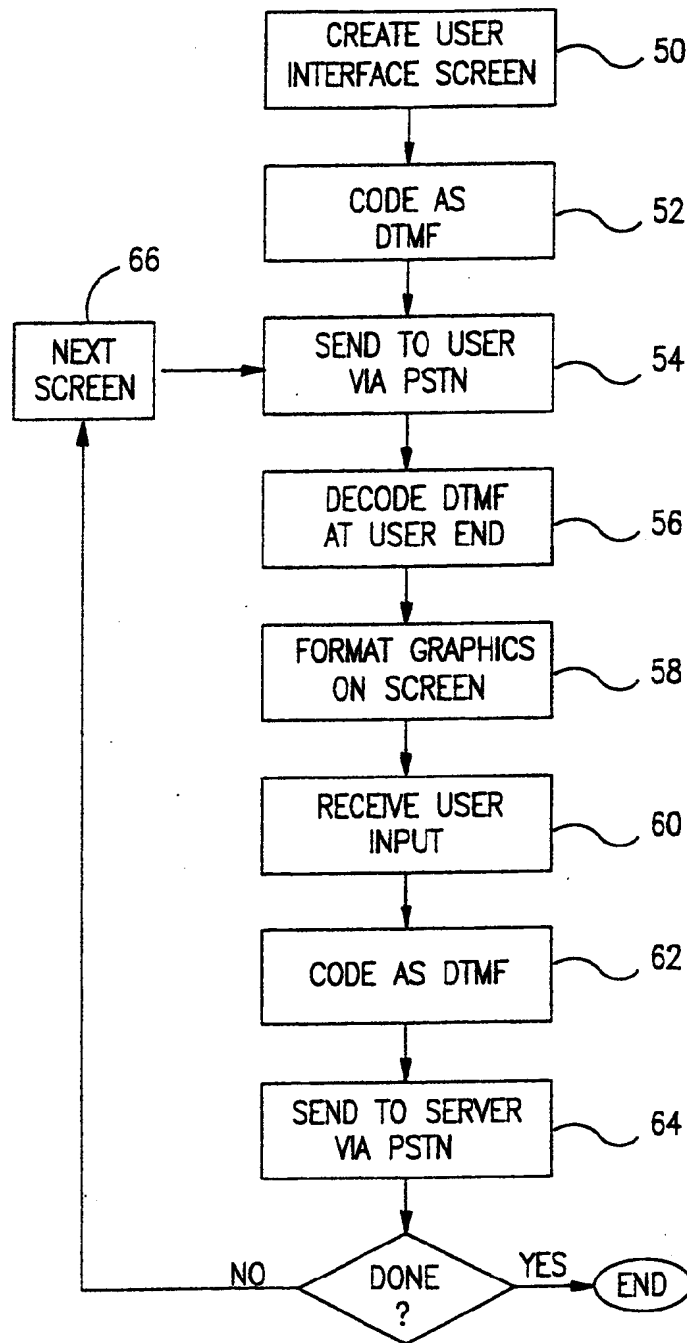 CREATE USER
INTERFACE SCREEN
50
CODE AS
DTMF
52
66
NEXT
SCREEN
SEND TO USER
VIA PSTN
54
DECODE DTMF
AT USER END
56
FORMAT GRAPHICS
ON SCREEN
58
RECEIVE USER
INPUT
60
CODE AS DTMF
62
SEND TO SERVER
VIA PSTN
64
NO
DONE
?
YES
END